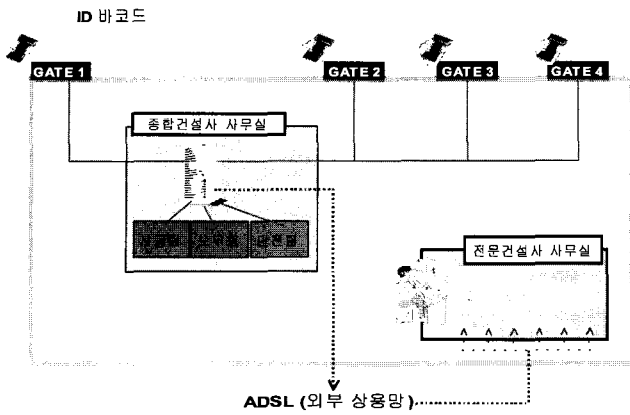 ID 바코드
GATE 1
GATE 2
GATE 3
GATE 4
종합건설사 사무실
전문건설사 사무실
ADSL (외부 상용망)